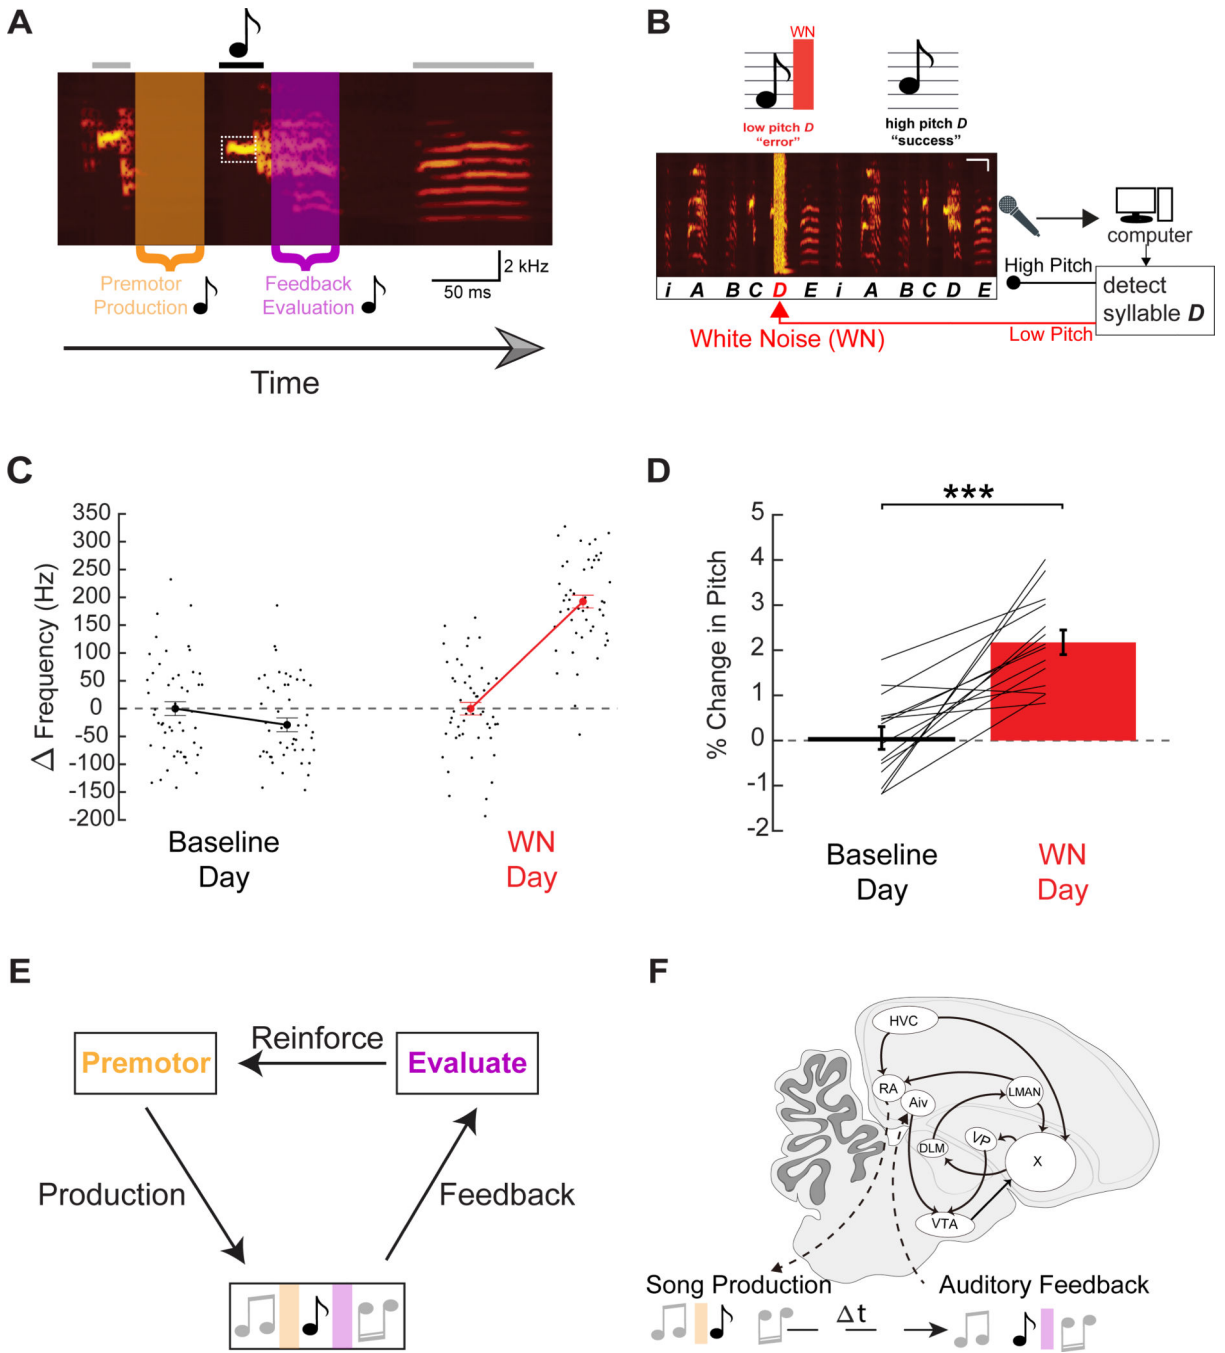 A
Premotor
Production
Feedback
Evaluation
2 kHz
50 ms
Time
B
WN
low pitch D
“error”
high pitch D
“success”
computer
High Pitch
detect
syllable D
i A B C D E i A B C D E
Low Pitch
White Noise (WN)
C
Δ Frequency (Hz)
350
300
250
200
150
100
50
0
-50
-100
-150
-200
Baseline
Day
WN
Day
D
***
% Change in Pitch
5
4
3
2
1
0
-1
-2
Baseline
Day
WN
Day
E
Reinforce
Premotor
Evaluate
Production
Feedback
F
HVC
RA
Aiv
LMAN
DLM
VP
X
VTA
Song Production
Auditory Feedback
Δt